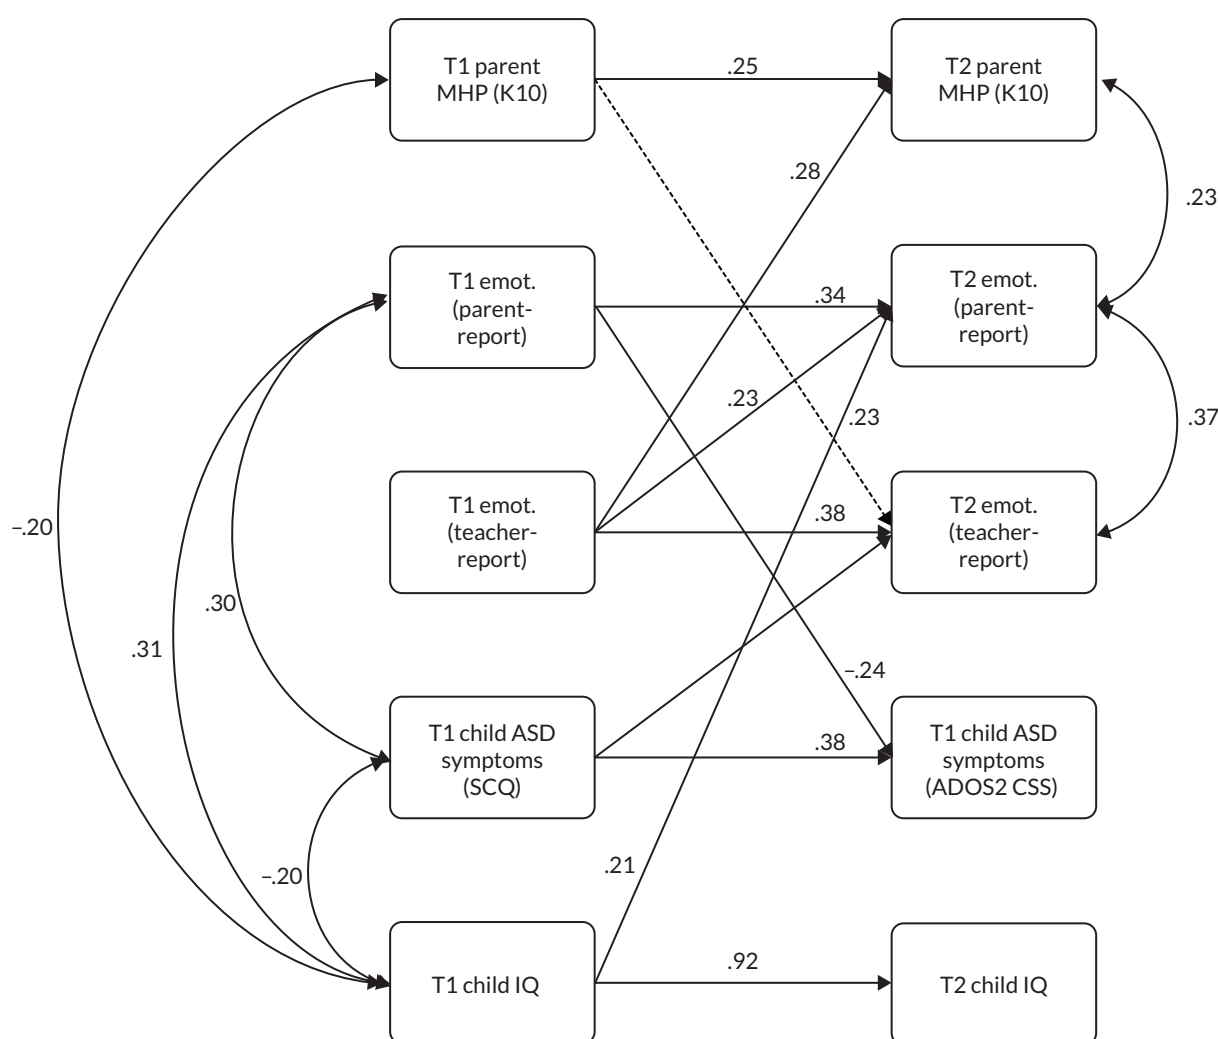 T1 parent
MHP (K10)
.25
T2 parent
MHP (K10)
.28
.23
T1 emot.
(parent-
report)
.34
T2 emot.
(parent-
report)
.23
.23
.37
T1 emot.
(teacher-
report)
.38
T2 emot.
(teacher-
report)
–.20
.30
.31
–.24
T1 child ASD
symptoms
(SCQ)
.38
T1 child ASD
symptoms
(ADOS2 CSS)
–.20
.21
T1 child IQ
.92
T2 child IQ